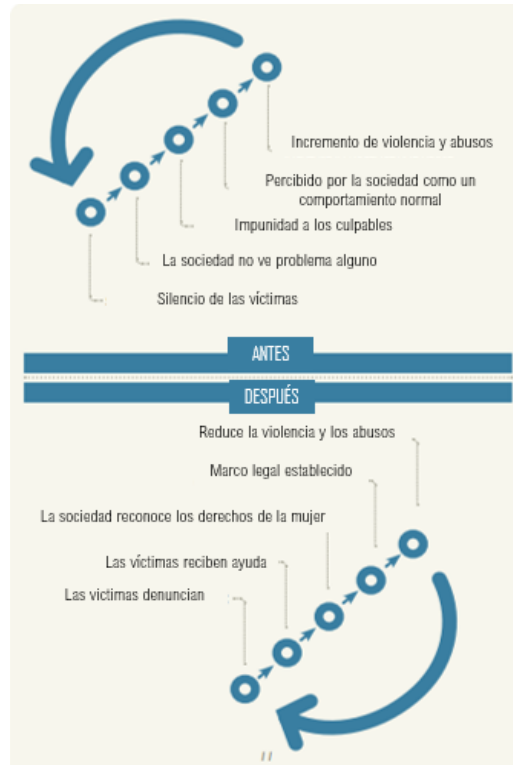 Incremento de violencia y abusos
Percibido por la sociedad como un
comportamiento normal
Impunidad a los culpables
La sociedad no ve problema alguno
Silencio de las víctimas
ANTES
DESPUÉS
Reduce la violencia y los abusos
Marco legal establecido
La sociedad reconoce los derechos de la mujer
Las víctimas reciben ayuda
Las victimas denuncian